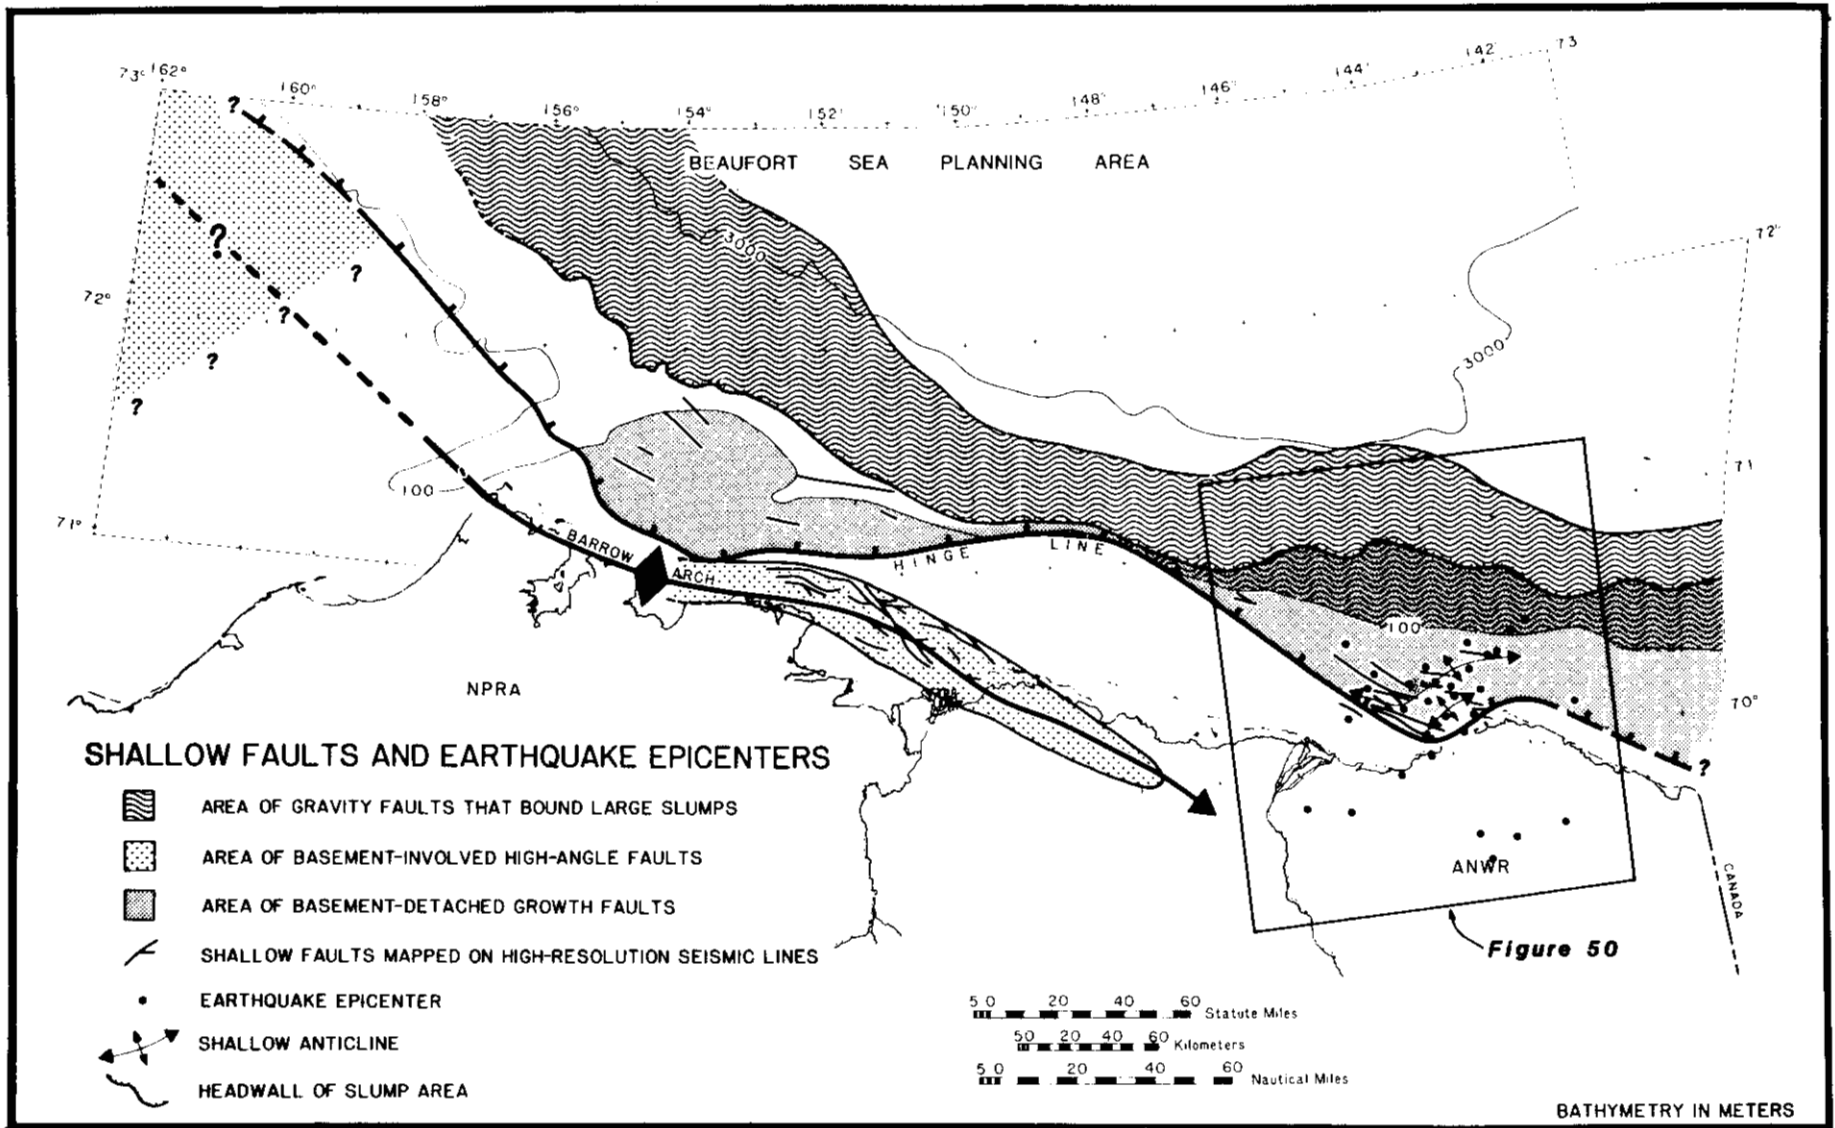 73° 162°
160°
158°
156°
154°
152°
150°
148°
146°
144°
142°
73
?
BEAUFORT SEA PLANNING AREA
?
3000
72°
?
72°
?
?
3000
?
71
100
71°
BARROW
ARCH
HINGE LINE
100
NPRA
70°
?
SHALLOW FAULTS AND EARTHQUAKE EPICENTERS
AREA OF GRAVITY FAULTS THAT BOUND LARGE SLUMPS
AREA OF BASEMENT-INVOLVED HIGH-ANGLE FAULTS
AREA OF BASEMENT-DETACHED GROWTH FAULTS
SHALLOW FAULTS MAPPED ON HIGH-RESOLUTION SEISMIC LINES
EARTHQUAKE EPICENTER
SHALLOW ANTICLINE
HEADWALL OF SLUMP AREA
ANWR
CANADA
Figure 50
5 0 20 40 60
Statute Miles
50 20 40 60
Kilometers
5 0 20 40 60
Nautical Miles
BATHYMETRY IN METERS